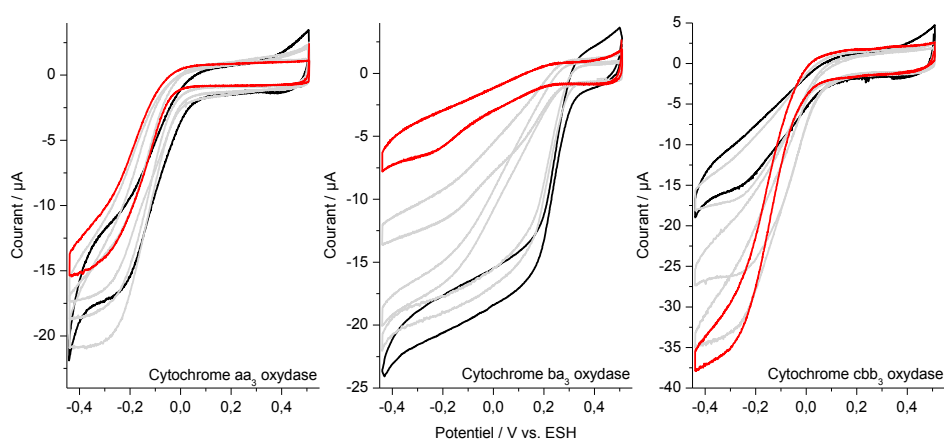 Courant / µA
0
-5
-10
-15
-20
-0,4 -0,2 0,0 0,2 0,4
Cytochrome aa3 oxydase
Courant / µA
5
0
-5
-10
-15
-20
-25
-0,4 -0,2 0,0 0,2 0,4
Cytochrome ba3 oxydase
Courant / µA
5
0
-5
-10
-15
-20
-25
-30
-35
-40
-0,4 -0,2 0,0 0,2 0,4
Cytochrome cbb3 oxydase
Potentiel / V vs. ESH